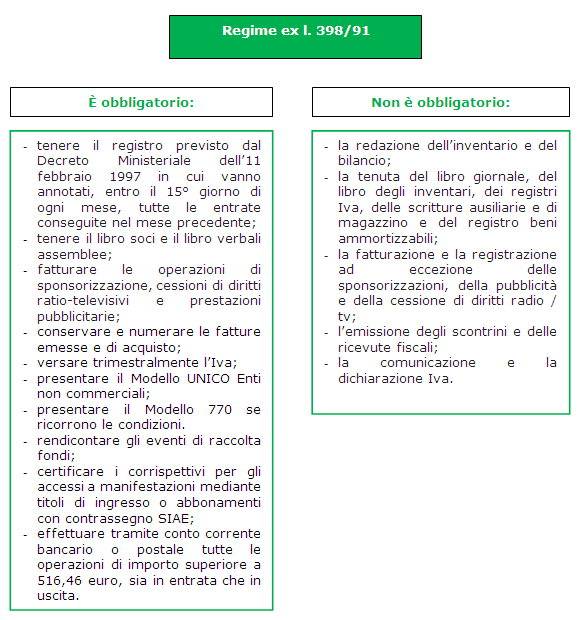 Regime ex l. 398/91
È obbligatorio:
- tenere il registro previsto dal
Decreto Ministeriale dell’11
febbraio 1997 in cui vanno
annotati, entro il 15° giorno di
ogni mese, tutte le entrate
conseguite nel mese precedente;
- tenere il libro soci e il libro verbali
assemblee;
- fatturare le operazioni di
sponsorizzazione, cessioni di diritti
ratio-televisivi e prestazioni
pubblicitarie;
- conservare e numerare le fatture
emesse e di acquisto;
- versare trimestralmente l’Iva;
- presentare il Modello UNICO Enti
non commerciali;
- presentare il Modello 770 se
ricorrono le condizioni.
- rendicontare gli eventi di raccolta
fondi;
- certificare i corrispettivi per gli
accessi a manifestazioni mediante
titoli di ingresso o abbonamenti
con contrassegno SIAE;
- effettuare tramite conto corrente
bancario o postale tutte le
operazioni di importo superiore a
516,46 euro, sia in entrata che in
uscita.
Non è obbligatorio:
- la redazione dell’inventario e del
bilancio;
- la tenuta del libro giornale, del
libro degli inventari, dei registri
Iva, delle scritture ausiliarie e di
magazzino e del registro beni
ammortizzabili;
- la fatturazione e la registrazione
ad eccezione delle
sponsorizzazioni, della pubblicità
e della cessione di diritti radio /
tv;
- l’emissione degli scontrini e delle
ricevute fiscali;
- la comunicazione e la
dichiarazione Iva.